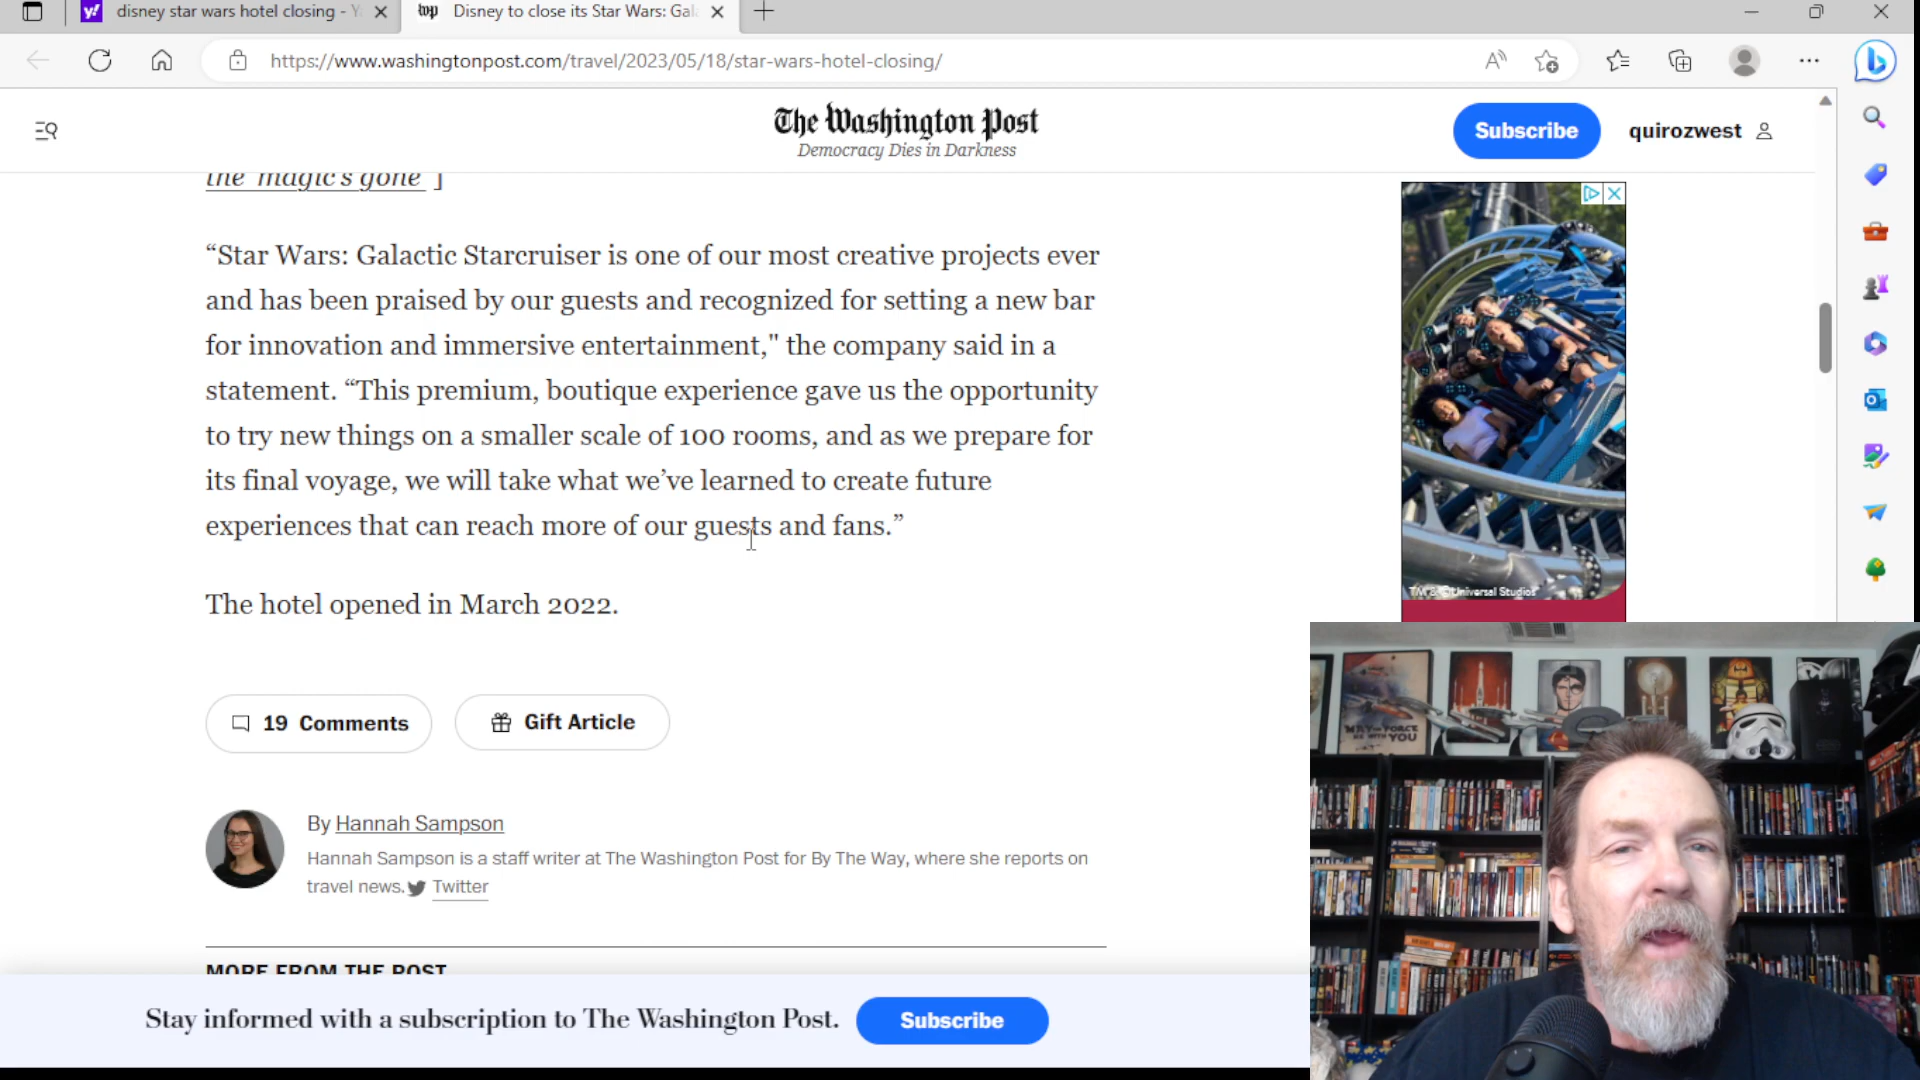 disney star wars hotel closing - Y
Disney to close its Star Wars: Gal
https://www.washingtonpost.com/travel/2023/05/18/star-wars-hotel-closing/
The Washington Post
Democracy Dies in Darkness
Subscribe
quirozwest
the 'magic's gone' ]
“Star Wars: Galactic Starcruiser is one of our most creative projects ever
and has been praised by our guests and recognized for setting a new bar
for innovation and immersive entertainment," the company said in a
statement. “This premium, boutique experience gave us the opportunity
to try new things on a smaller scale of 100 rooms, and as we prepare for
its final voyage, we will take what we’ve learned to create future
experiences that can reach more of our guests and fans.”
The hotel opened in March 2022.
19 Comments
Gift Article
By Hannah Sampson
Hannah Sampson is a staff writer at The Washington Post for By The Way, where she reports on
travel news. Twitter
MORE FROM THE POST
Stay informed with a subscription to The Washington Post.
Subscribe
MAY THE FORCE
BE WITH YOU